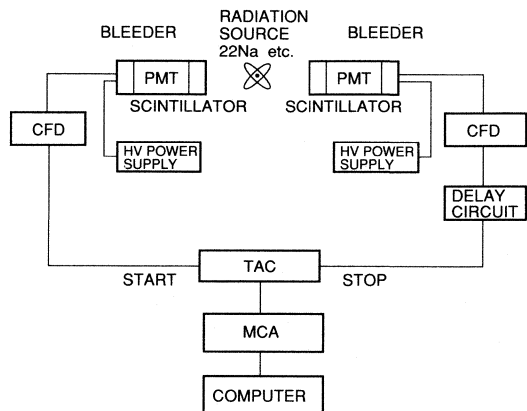 RADIATION
SOURCE
22Na etc.
BLEEDER
BLEEDER
PMT
PMT
SCINTILLATOR
SCINTILLATOR
CFD
HV POWER
SUPPLY
HV POWER
SUPPLY
CFD
DELAY
CIRCUIT
START
TAC
STOP
MCA
COMPUTER